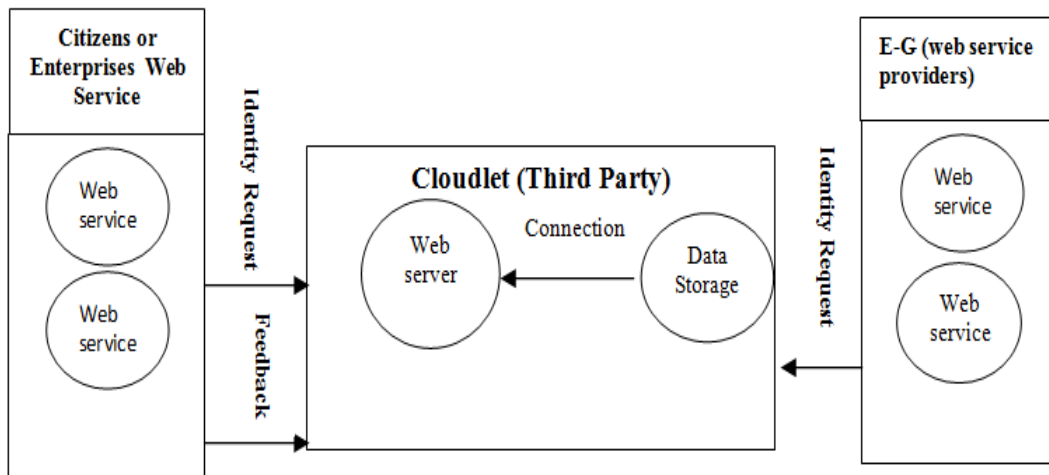 Citizens or
Enterprises Web
Service
Web
service
Web
service
Identity Request
Feedback
Cloudlet (Third Party)
Web
server
Connection
Data
Storage
Identity Request
E-G (web service
providers)
Web
service
Web
service